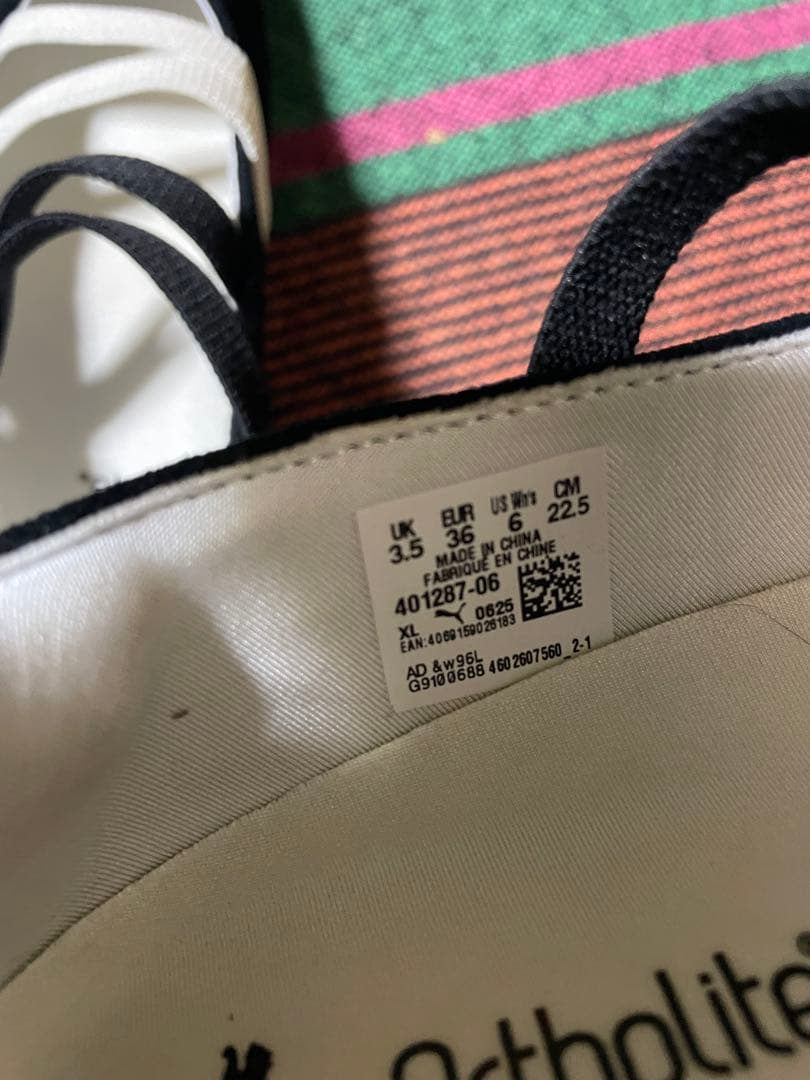 UK EUR US Wn's CM
3.5 36 6 22.5
MADE IN CHINA
FABRIQUE EN CHINE
401287-06
XL 0625
EAN:4069159026183
AD &w96L
G9100688 4602607560_2-1
OrthoLite